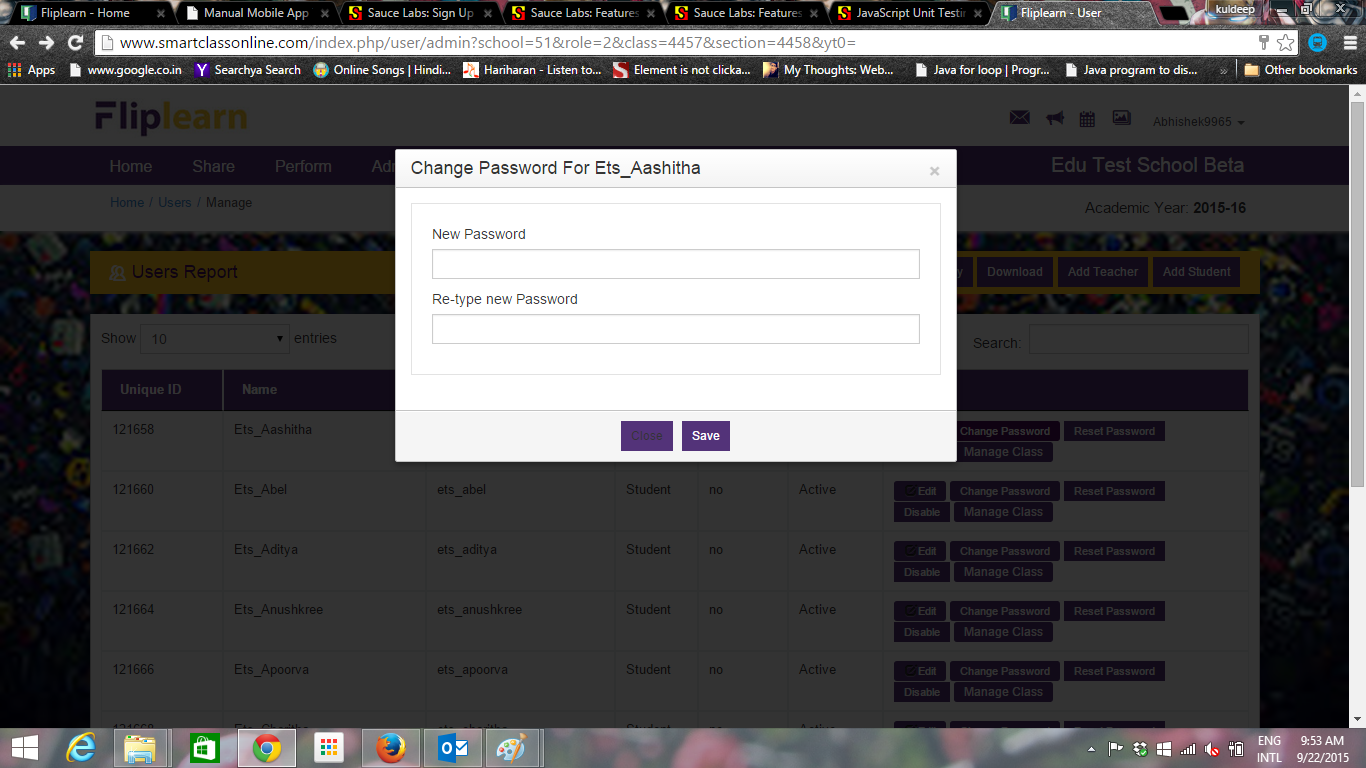 Fliplearn - Home
Manual Mobile App
Sauce Labs: Sign Up
Sauce Labs: Features
Sauce Labs: Features
JavaScript Unit Testin
Fliplearn - User
kuldeep
www.smartclassonline.com/index.php/user/admin?school=51&role=2&class=4457&section=4458&yt0=
Apps
www.google.co.in
Searchya Search
Online Songs | Hindi...
Hariharan - Listen to...
Element is not clicka...
My Thoughts: Web...
Java for loop | Progr...
Java program to dis...
»
Other bookmarks
Fliplearn
Abhishek9965
Home Share Perform Ad
Edu Test School Beta
Home / Users / Manage
Academic Year: 2015-16
Change Password For Ets_Aashitha
×
New Password
Re-type new Password
Close Save
Users Report
y Download Add Teacher Add Student
Show 10 entries
Search:
Unique ID Name
121658 Ets_Aashitha Change Password Reset Password
Manage Class
121660 Ets_Abel ets_abel Student no Active Edit Change Password Reset Password
Disable Manage Class
121662 Ets_Aditya ets_aditya Student no Active Edit Change Password Reset Password
Disable Manage Class
121664 Ets_Anushkree ets_anushkree Student no Active Edit Change Password Reset Password
Disable Manage Class
121666 Ets_Apoorva ets_apoorva Student no Active Edit Change Password Reset Password
Disable Manage Class
ENG 9:53 AM
INTL 9/22/2015